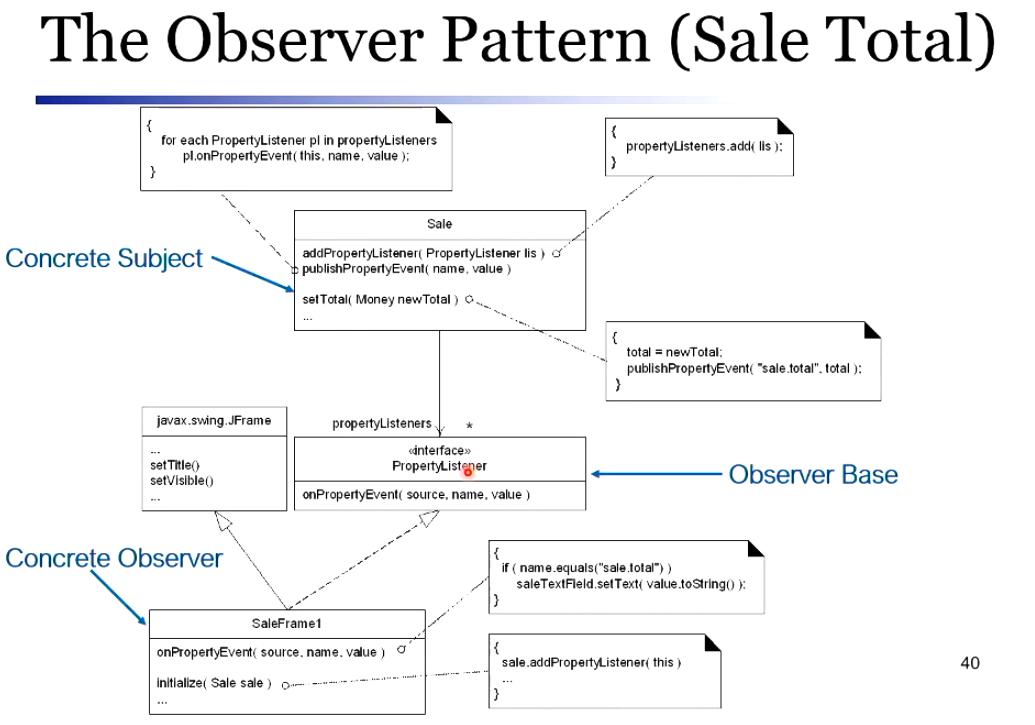 The Observer Pattern (Sale Total)
{
for each PropertyListener pl in propertyListeners
pl.onPropertyEvent( this, name, value );
}
{
propertyListeners.add( lis );
}
Sale
addPropertyListener( PropertyListener lis )
publishPropertyEvent( name, value )
setTotal( Money newTotal )
...
Concrete Subject
{
total = newTotal;
publishPropertyEvent( "sale.total", total );
}
javax.swing.JFrame
...
setTitle()
setVisible()
...
propertyListeners
*
«interface»
PropertyListener
onPropertyEvent( source, name, value )
Observer Base
Concrete Observer
{
if ( name.equals("sale.total") )
saleTextField.setText( value.toString() );
}
SaleFrame1
onPropertyEvent( source, name, value )
initialize( Sale sale )
...
{
sale.addPropertyListener( this )
...
}
40